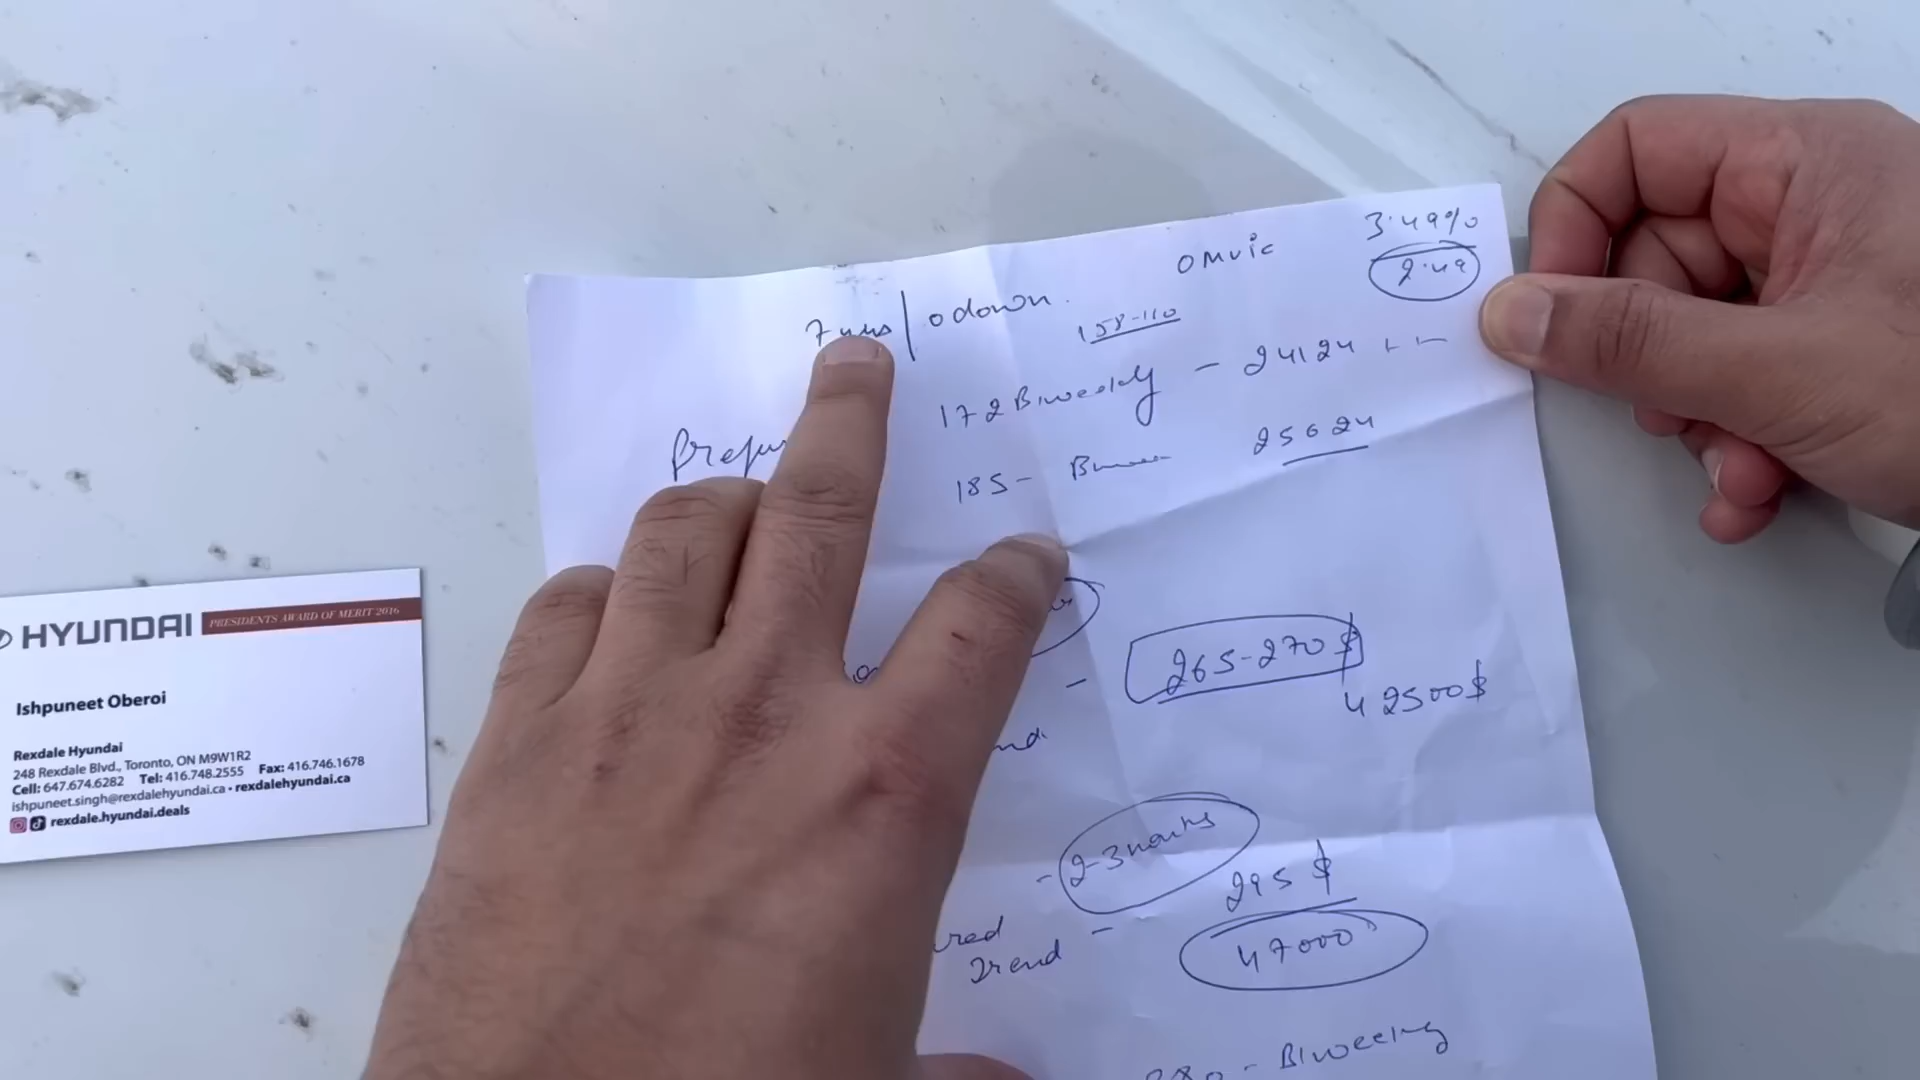 HYUNDAI PRESIDENTS AWARD OF MERIT 2016
Ishpuneet Oberoi
Rexdale Hyundai
248 Rexdale Blvd., Toronto, ON M9W1R2
Cell: 647.674.6282 Tel: 416.748.2555 Fax: 416.746.1678
ishpuneet.singh@rexdalehyundai.ca • rexdalehyundai.ca
rexdale.hyundai.deals
3.49%
OMVIC
2.49
0 down
158-110
172 Biweekly - 24124 + -
185 - 25624
265-270$
42500$
2-3
295$
Trend -
47000
- Biweekly